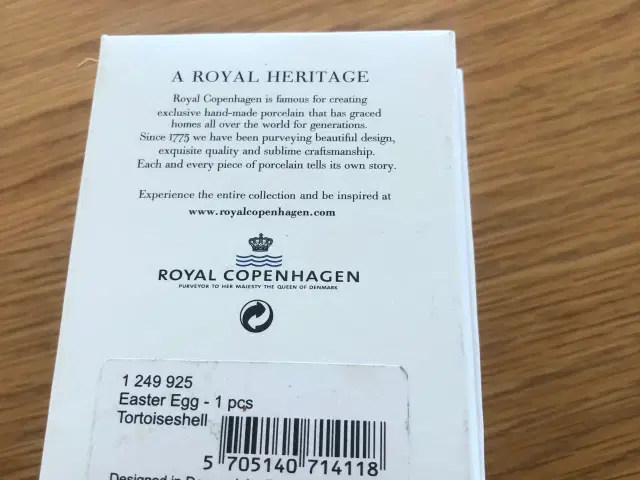 A ROYAL HERITAGE
Royal Copenhagen is famous for creating
exclusive hand-made porcelain that has graced
homes all over the world for generations.
Since 1775 we have been purveying beautiful design,
exquisite quality and sublime craftsmanship.
Each and every piece of porcelain tells its own story.
Experience the entire collection and be inspired at
www.royalcopenhagen.com
ROYAL COPENHAGEN
PURVEYOR TO HER MAJESTY THE QUEEN OF DENMARK
1 249 925
Easter Egg - 1 pcs
Tortoiseshell
5 705140 714118
Designed in